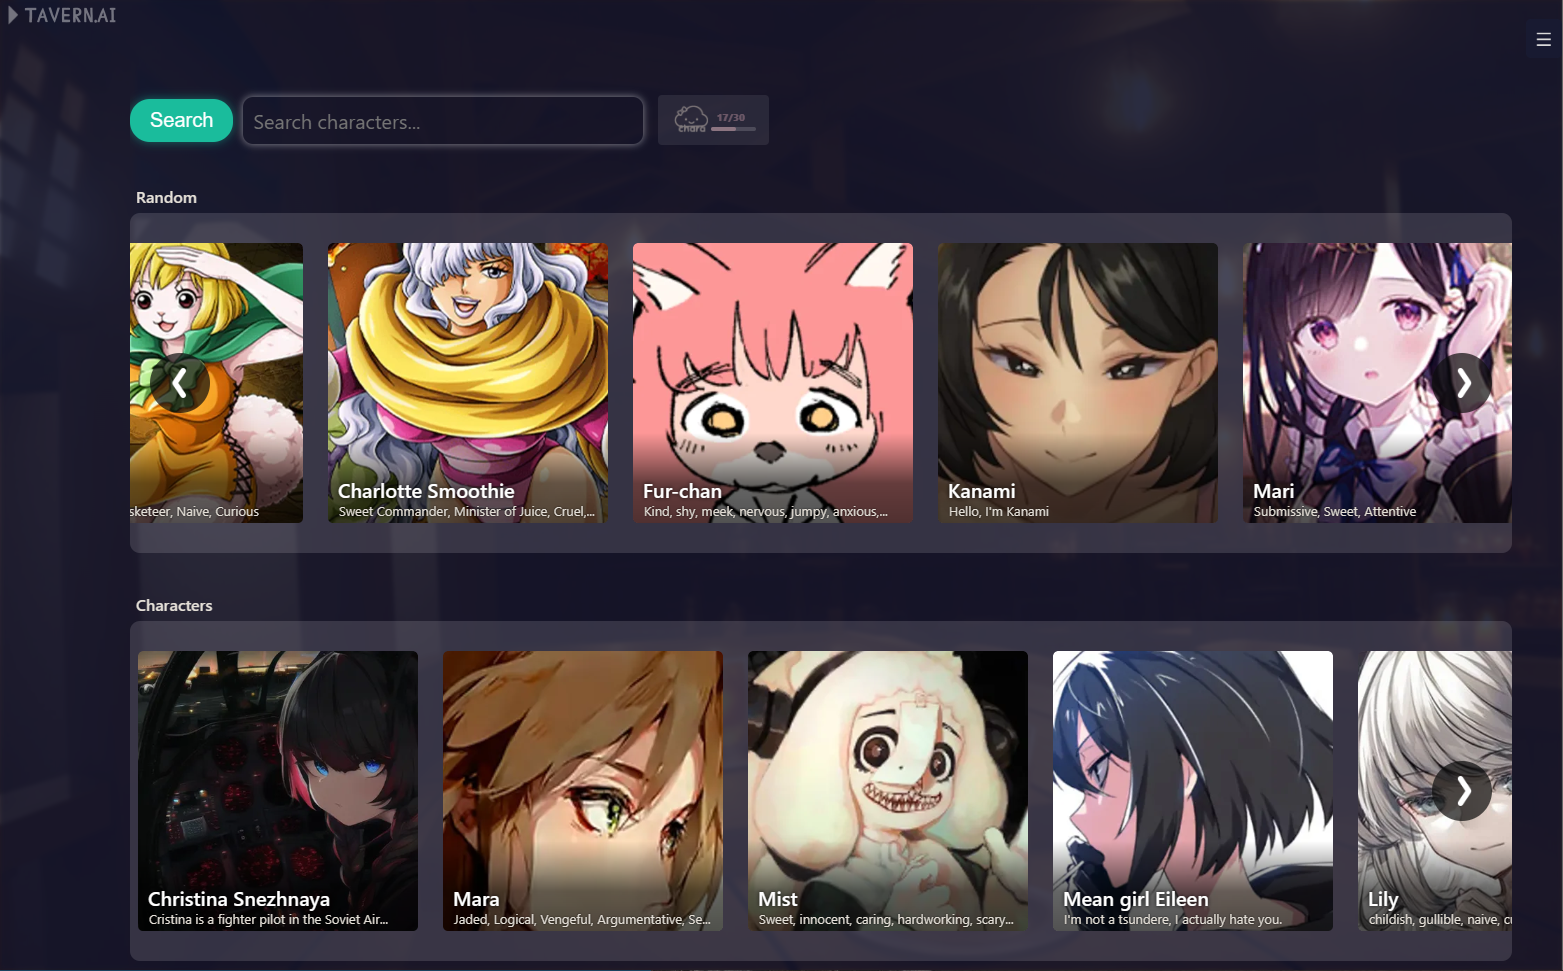 TAVERN.AI
Search
Search characters...
chara
17/30
Random
sketeer, Naive, Curious
Charlotte Smoothie
Sweet Commander, Minister of Juice, Cruel,...
Fur-chan
Kind, shy, meek, nervous, jumpy, anxious,...
Kanami
Hello, I'm Kanami
Mari
Submissive, Sweet, Attentive
Characters
Christina Snezhnaya
Cristina is a fighter pilot in the Soviet Air...
Mara
Jaded, Logical, Vengeful, Argumentative, Se...
Mist
Sweet, innocent, caring, hardworking, scary...
Mean girl Eileen
I'm not a tsundere, I actually hate you.
Lily
childish, gullible, naive, cu